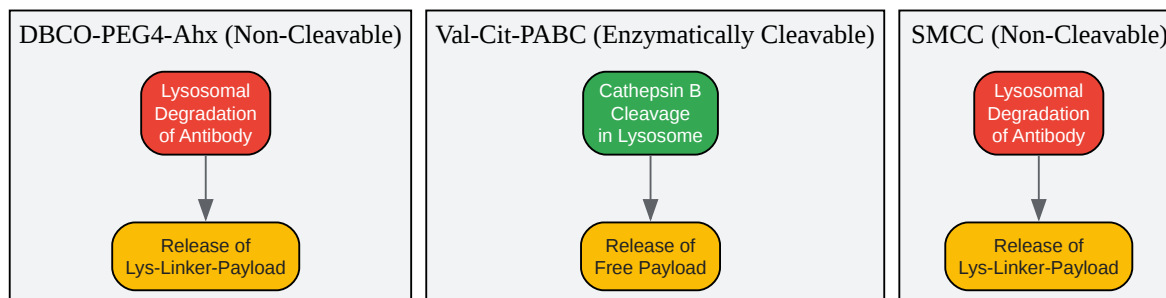 DBCO-PEG4-Ahx (Non-Cleavable)
Lysosomal
Degradation
of Antibody
Release of
Lys-Linker-Payload
Val-Cit-PABC (Enzymatically Cleavable)
Cathepsin B
Cleavage
in Lysosome
Release of
Free Payload
SMCC (Non-Cleavable)
Lysosomal
Degradation
of Antibody
Release of
Lys-Linker-Payload